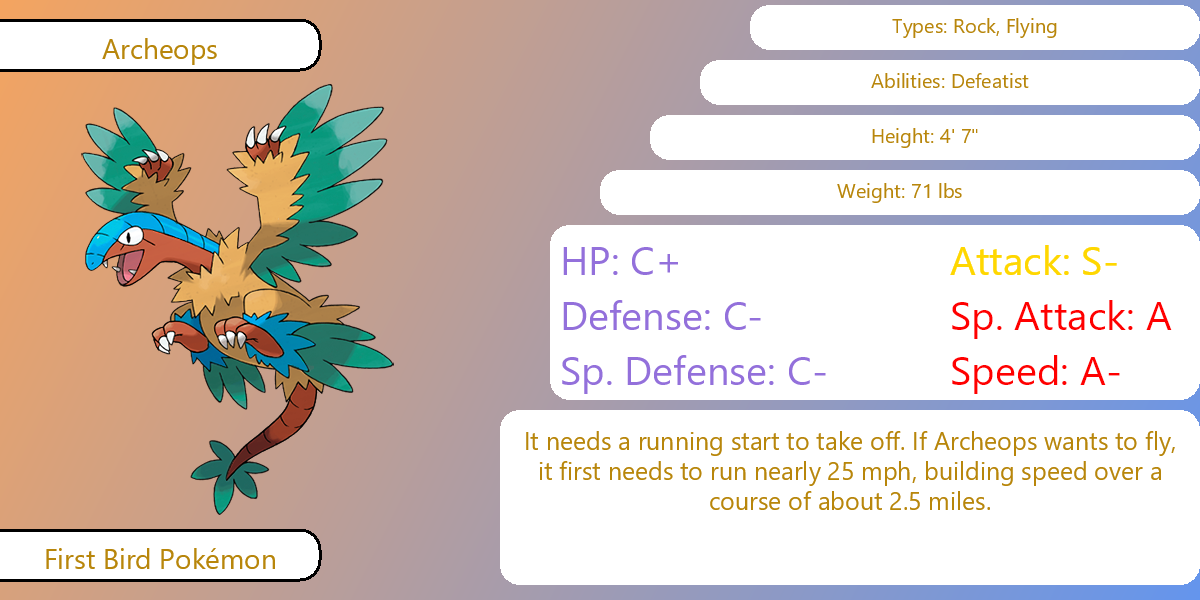 Archeops
Types: Rock, Flying
Abilities: Defeatist
Height: 4' 7"
Weight: 71 lbs
HP: C+
Attack: S-
Defense: C-
Sp. Attack: A
Sp. Defense: C-
Speed: A-
It needs a running start to take off. If Archeops wants to fly,
it first needs to run nearly 25 mph, building speed over a
course of about 2.5 miles.
First Bird Pokémon